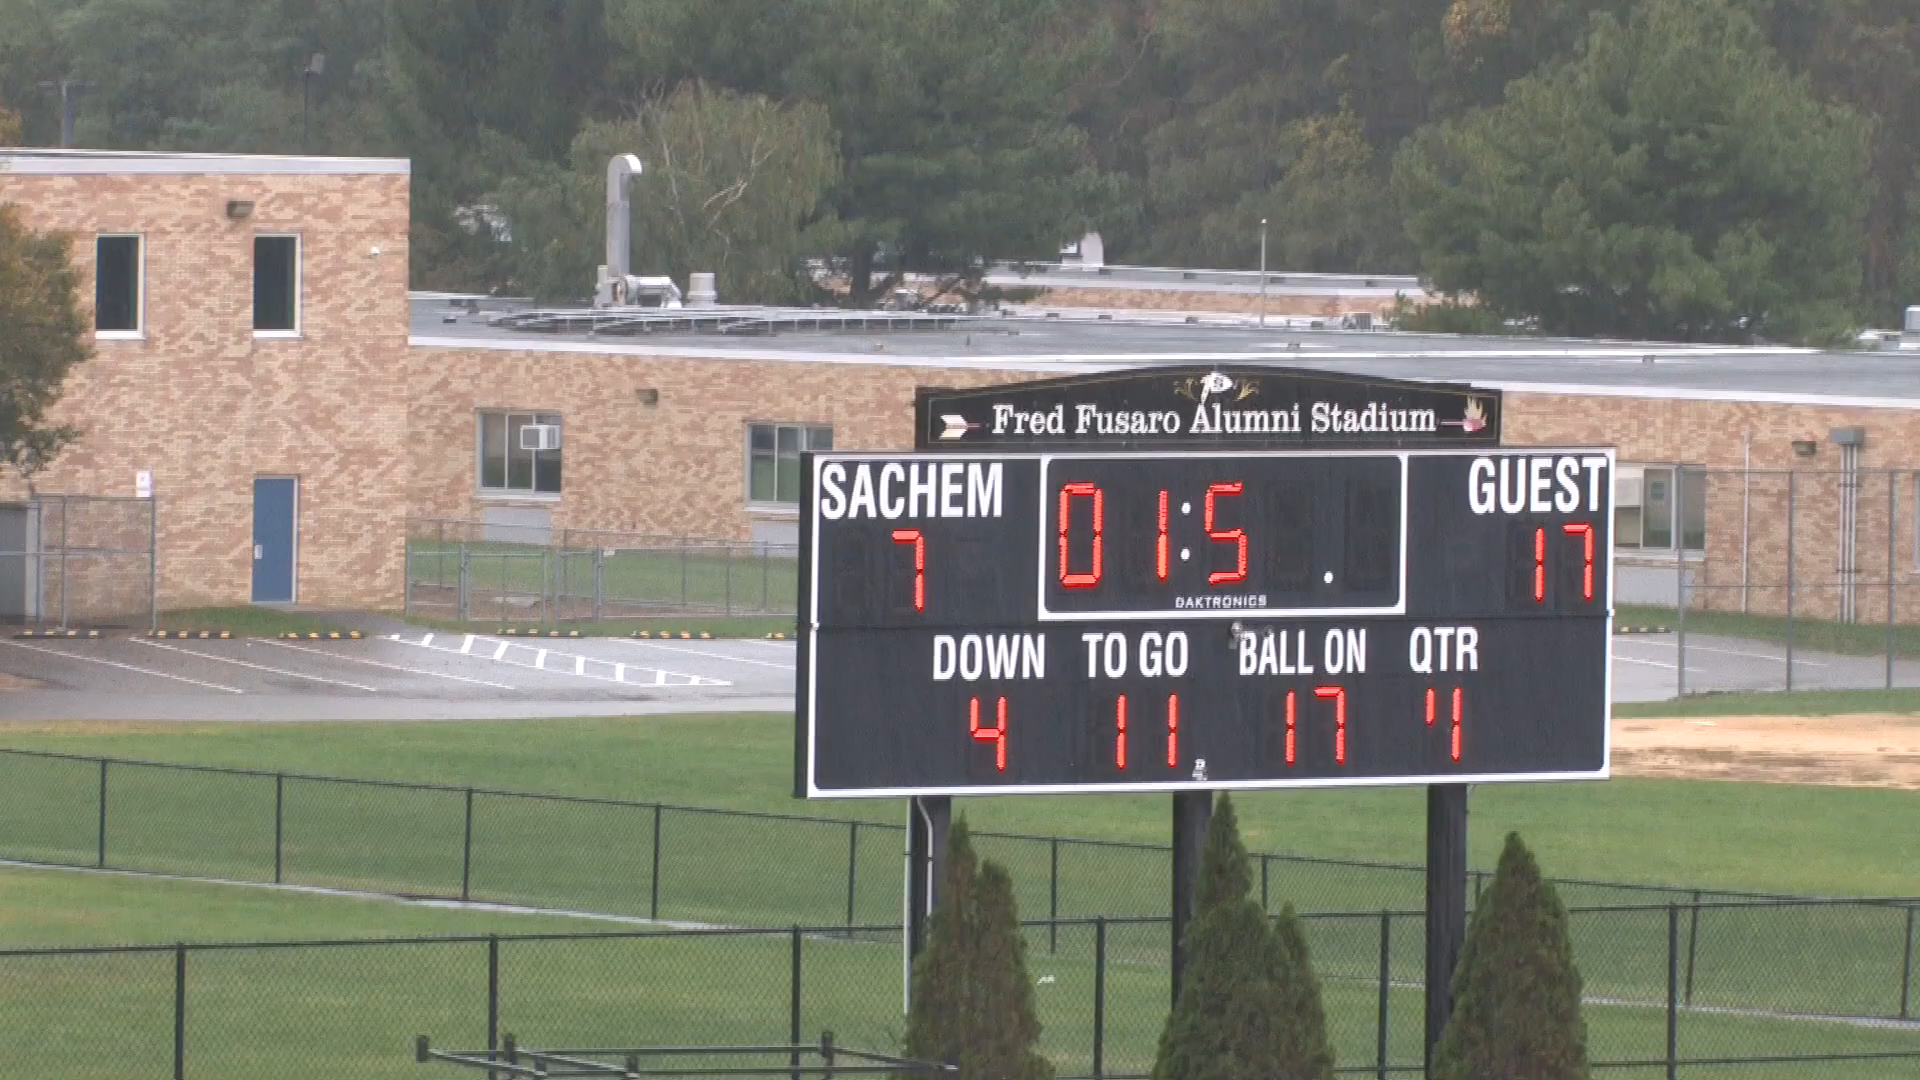 Fred Fusaro Alumni Stadium
SACHEM 01:5 GUEST
7 17
DAKTRONICS
DOWN TO GO BALL ON QTR
4 11 17 4